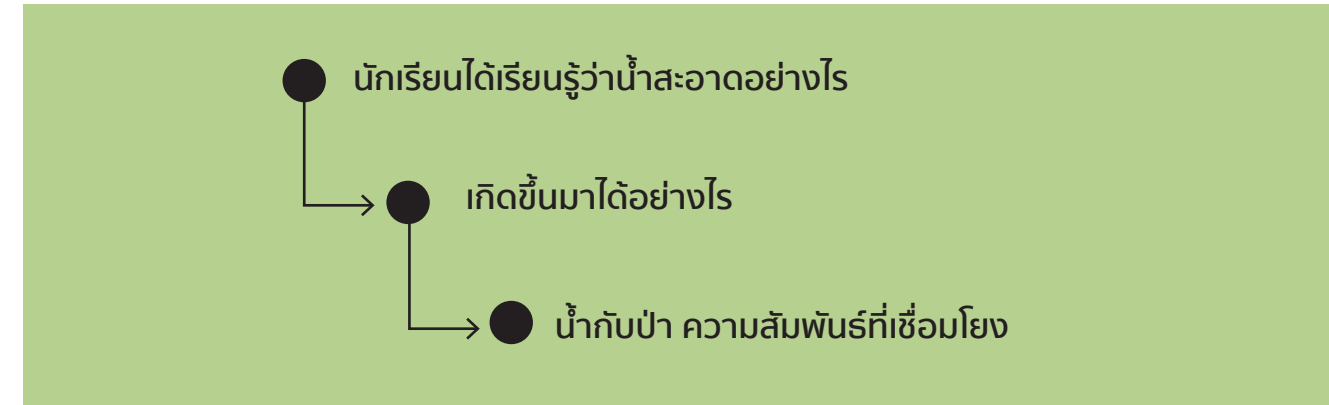 นักเรียนได้เรียนรู้ว่าน้ำสะอาดอย่างไร
เกิดขึ้นมาได้อย่างไร
น้ำกับป่า ความสัมพันธ์ที่เชื่อมโยง